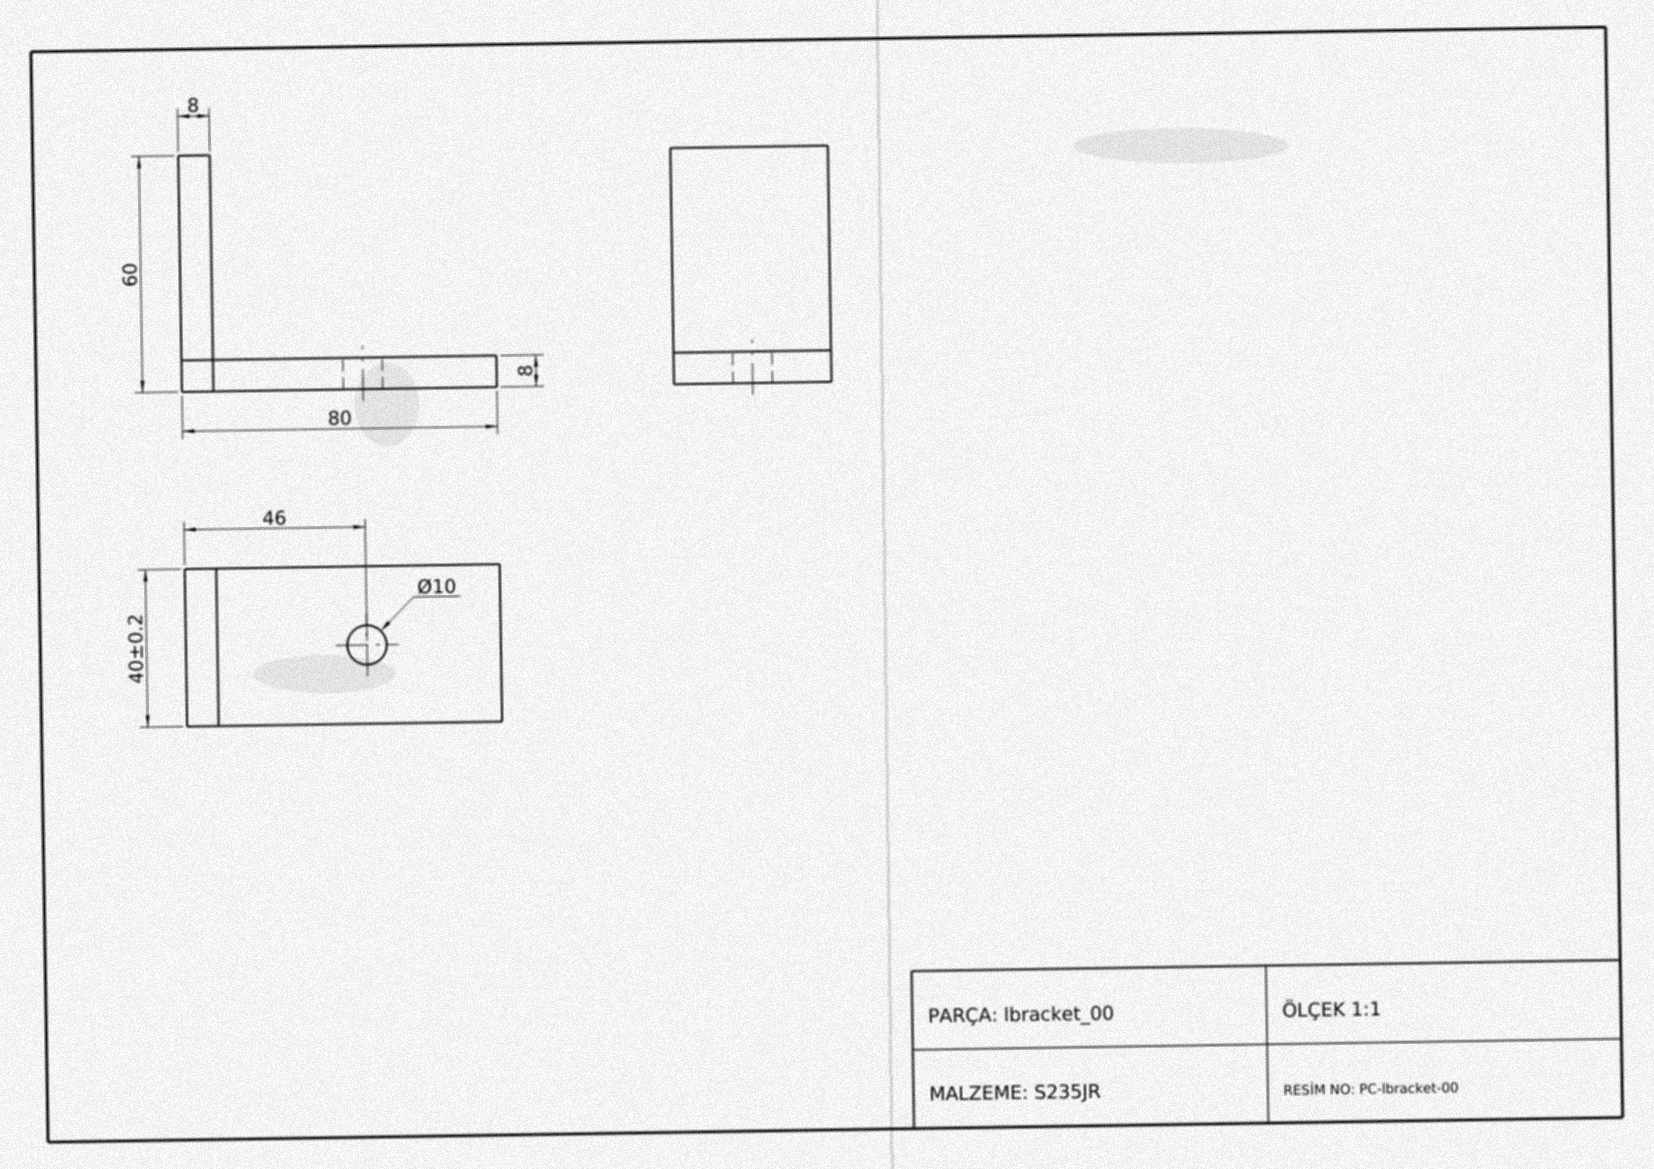 8
60
8
80
46
Ø10
40±0.2
PARÇA: lbracket_00
ÖLÇEK 1:1
MALZEME: S235JR
RESİM NO: PC-lbracket-00